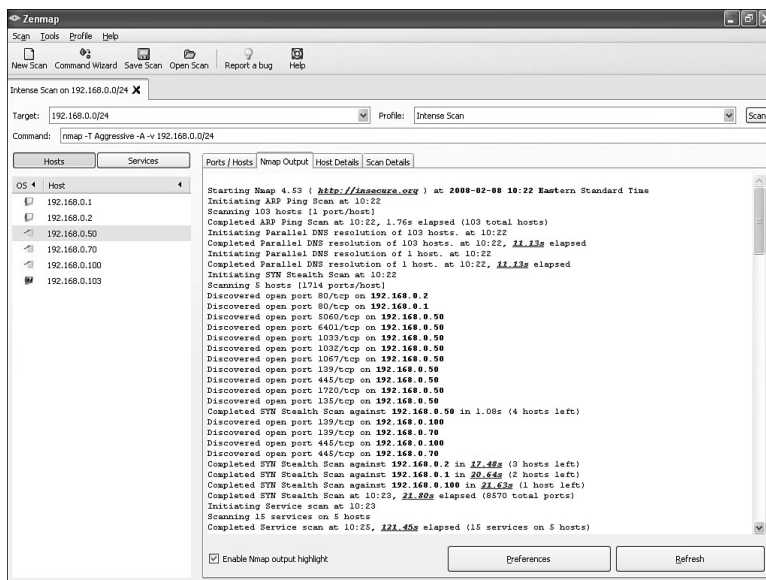 Zenmap
Scan Tools Profile Help
New Scan Command Wizard Save Scan Open Scan Report a bug Help
Intense Scan on 192.168.0.0/24
Target: 192.168.0.0/24 Profile: Intense Scan Scan
Command: nmap -T Aggressive -A -v 192.168.0.0/24
Hosts Services
Ports / Hosts Nmap Output Host Details Scan Details
OS Host
192.168.0.1
192.168.0.2
192.168.0.50
192.168.0.70
192.168.0.100
192.168.0.103
Starting Nmap 4.53 ( http://insecure.org ) at 2008-02-08 10:22 Eastern Standard Time
Initiating ARP Ping Scan at 10:22
Scanning 103 hosts [1 port/host]
Completed ARP Ping Scan at 10:22, 1.76s elapsed (103 total hosts)
Initiating Parallel DNS resolution of 103 hosts. at 10:22
Completed Parallel DNS resolution of 103 hosts. at 10:22, 11.13s elapsed
Initiating Parallel DNS resolution of 1 host. at 10:22
Completed Parallel DNS resolution of 1 host. at 10:22, 11.13s elapsed
Initiating SYN Stealth Scan at 10:22
Scanning 5 hosts [1714 ports/host]
Discovered open port 80/tcp on 192.168.0.2
Discovered open port 80/tcp on 192.168.0.1
Discovered open port 5060/tcp on 192.168.0.50
Discovered open port 6401/tcp on 192.168.0.50
Discovered open port 1033/tcp on 192.168.0.50
Discovered open port 1032/tcp on 192.168.0.50
Discovered open port 1067/tcp on 192.168.0.50
Discovered open port 139/tcp on 192.168.0.50
Discovered open port 445/tcp on 192.168.0.50
Discovered open port 1720/tcp on 192.168.0.50
Discovered open port 135/tcp on 192.168.0.50
Completed SYN Stealth Scan against 192.168.0.50 in 1.08s (4 hosts left)
Discovered open port 139/tcp on 192.168.0.100
Discovered open port 139/tcp on 192.168.0.70
Discovered open port 445/tcp on 192.168.0.100
Discovered open port 445/tcp on 192.168.0.70
Completed SYN Stealth Scan against 192.168.0.2 in 17.48s (3 hosts left)
Completed SYN Stealth Scan against 192.168.0.1 in 20.64s (2 hosts left)
Completed SYN Stealth Scan against 192.168.0.100 in 21.63s (1 host left)
Completed SYN Stealth Scan at 10:23, 21.80s elapsed (8570 total ports)
Initiating Service scan at 10:23
Scanning 15 services on 5 hosts
Completed Service scan at 10:25, 121.45s elapsed (15 services on 5 hosts)
Enable Nmap output highlight Preferences Refresh